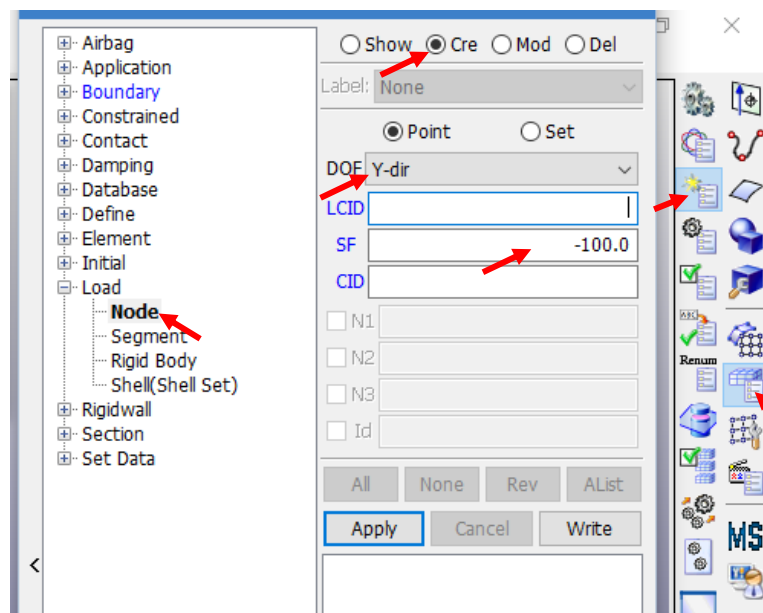 Airbag
Application
Boundary
Constrained
Contact
Damping
Database
Define
Element
Initial
Load
Node
Segment
Rigid Body
Shell(Shell Set)
Rigidwall
Section
Set Data
<
Show Cre Mod Del
Label: None
Point Set
DOF Y-dir
LCID
SF -100.0
CID
N1
N2
N3
Id
All None Rev AList
Apply Cancel Write
ABC
Renum
MS